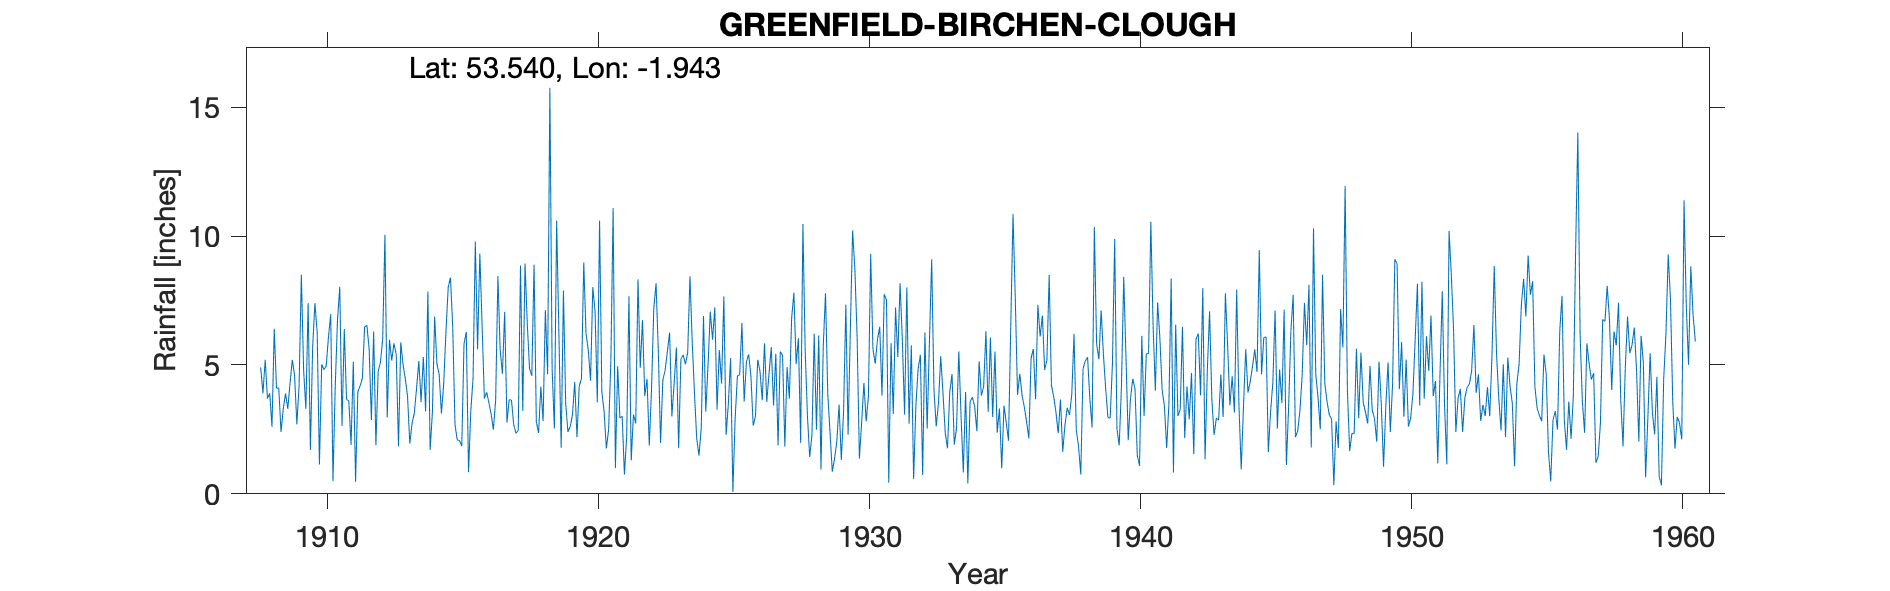 GREENFIELD-BIRCHEN-CLOUGH
Lat: 53.540, Lon: -1.943
15
10
5
0
Rainfall [inches]
1910 1920 1930 1940 1950 1960
Year